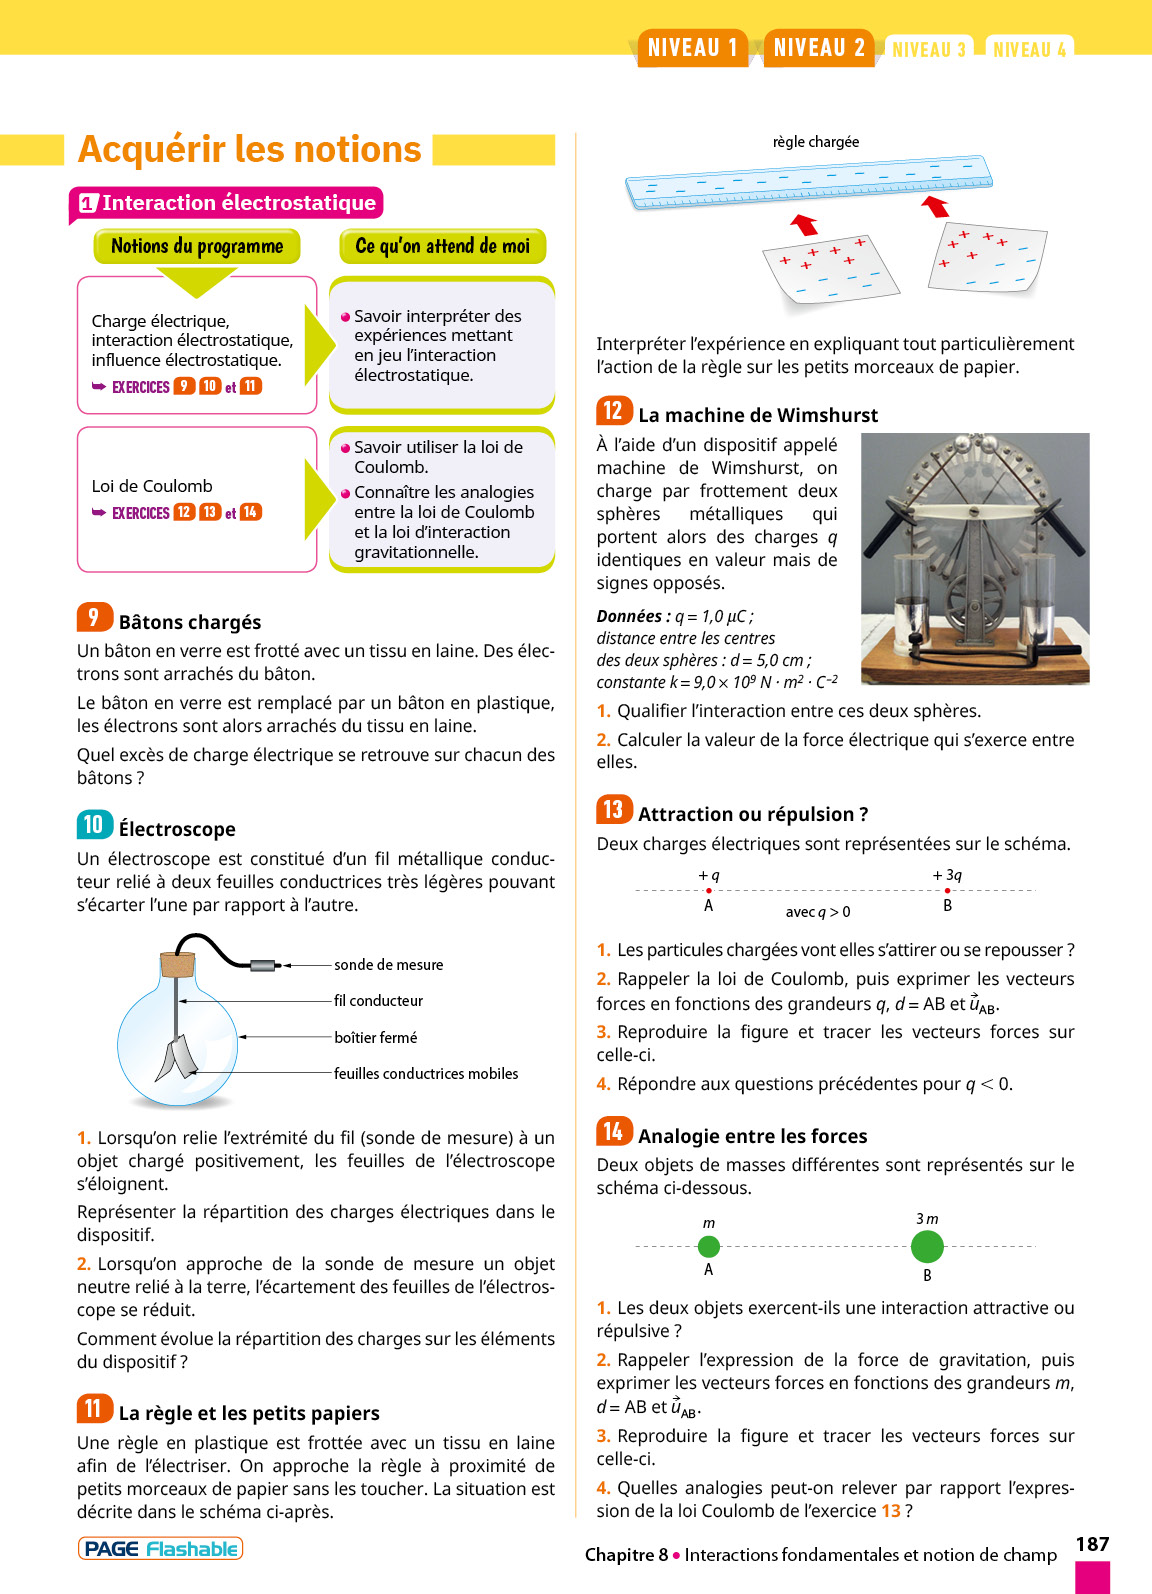 NIVEAU 1 NIVEAU 2 NIVEAU 3 NIVEAU 4
Acquérir les notions
1 Interaction électrostatique
Notions du programme
Ce qu'on attend de moi
Charge électrique,
interaction électrostatique,
influence électrostatique.
➥ EXERCICES 9 10 et 11
• Savoir interpréter des
expériences mettant
en jeu l'interaction
électrostatique.
Loi de Coulomb
➥ EXERCICES 12 13 et 14
• Savoir utiliser la loi de
Coulomb.
• Connaître les analogies
entre la loi de Coulomb
et la loi d'interaction
gravitationnelle.
9 Bâtons chargés
Un bâton en verre est frotté avec un tissu en laine. Des élec-
trons sont arrachés du bâton.
Le bâton en verre est remplacé par un bâton en plastique,
les électrons sont alors arrachés du tissu en laine.
Quel excès de charge électrique se retrouve sur chacun des
bâtons ?
10 Électroscope
Un électroscope est constitué d'un fil métallique conduc-
teur relié à deux feuilles conductrices très légères pouvant
s'écarter l'une par rapport à l'autre.
sonde de mesure
fil conducteur
boîtier fermé
feuilles conductrices mobiles
1. Lorsqu'on relie l'extrémité du fil (sonde de mesure) à un
objet chargé positivement, les feuilles de l'électroscope
s'éloignent.
Représenter la répartition des charges électriques dans le
dispositif.
2. Lorsqu'on approche de la sonde de mesure un objet
neutre relié à la terre, l'écartement des feuilles de l'électros-
cope se réduit.
Comment évolue la répartition des charges sur les éléments
du dispositif ?
11 La règle et les petits papiers
Une règle en plastique est frottée avec un tissu en laine
afin de l'électriser. On approche la règle à proximité de
petits morceaux de papier sans les toucher. La situation est
décrite dans le schéma ci-après.
règle chargée
Interpréter l'expérience en expliquant tout particulièrement
l'action de la règle sur les petits morceaux de papier.
12 La machine de Wimshurst
À l'aide d'un dispositif appelé
machine de Wimshurst, on
charge par frottement deux
sphères métalliques qui
portent alors des charges q
identiques en valeur mais de
signes opposés.
Données : q = 1,0 µC ;
distance entre les centres
des deux sphères : d = 5,0 cm ;
constante k = 9,0 × 10⁹ N · m² · C⁻²
1. Qualifier l'interaction entre ces deux sphères.
2. Calculer la valeur de la force électrique qui s'exerce entre
elles.
13 Attraction ou répulsion ?
Deux charges électriques sont représentées sur le schéma.
+ q + 3q
A avec q > 0 B
1. Les particules chargées vont elles s'attirer ou se repousser ?
2. Rappeler la loi de Coulomb, puis exprimer les vecteurs
forces en fonctions des grandeurs q, d = AB et u⃗AB.
3. Reproduire la figure et tracer les vecteurs forces sur
celle-ci.
4. Répondre aux questions précédentes pour q < 0.
14 Analogie entre les forces
Deux objets de masses différentes sont représentés sur le
schéma ci-dessous.
m 3 m
A B
1. Les deux objets exercent-ils une interaction attractive ou
répulsive ?
2. Rappeler l'expression de la force de gravitation, puis
exprimer les vecteurs forces en fonctions des grandeurs m,
d = AB et u⃗AB.
3. Reproduire la figure et tracer les vecteurs forces sur
celle-ci.
4. Quelles analogies peut-on relever par rapport l'expres-
sion de la loi Coulomb de l'exercice 13 ?
PAGE Flashable
Chapitre 8 • Interactions fondamentales et notion de champ 187